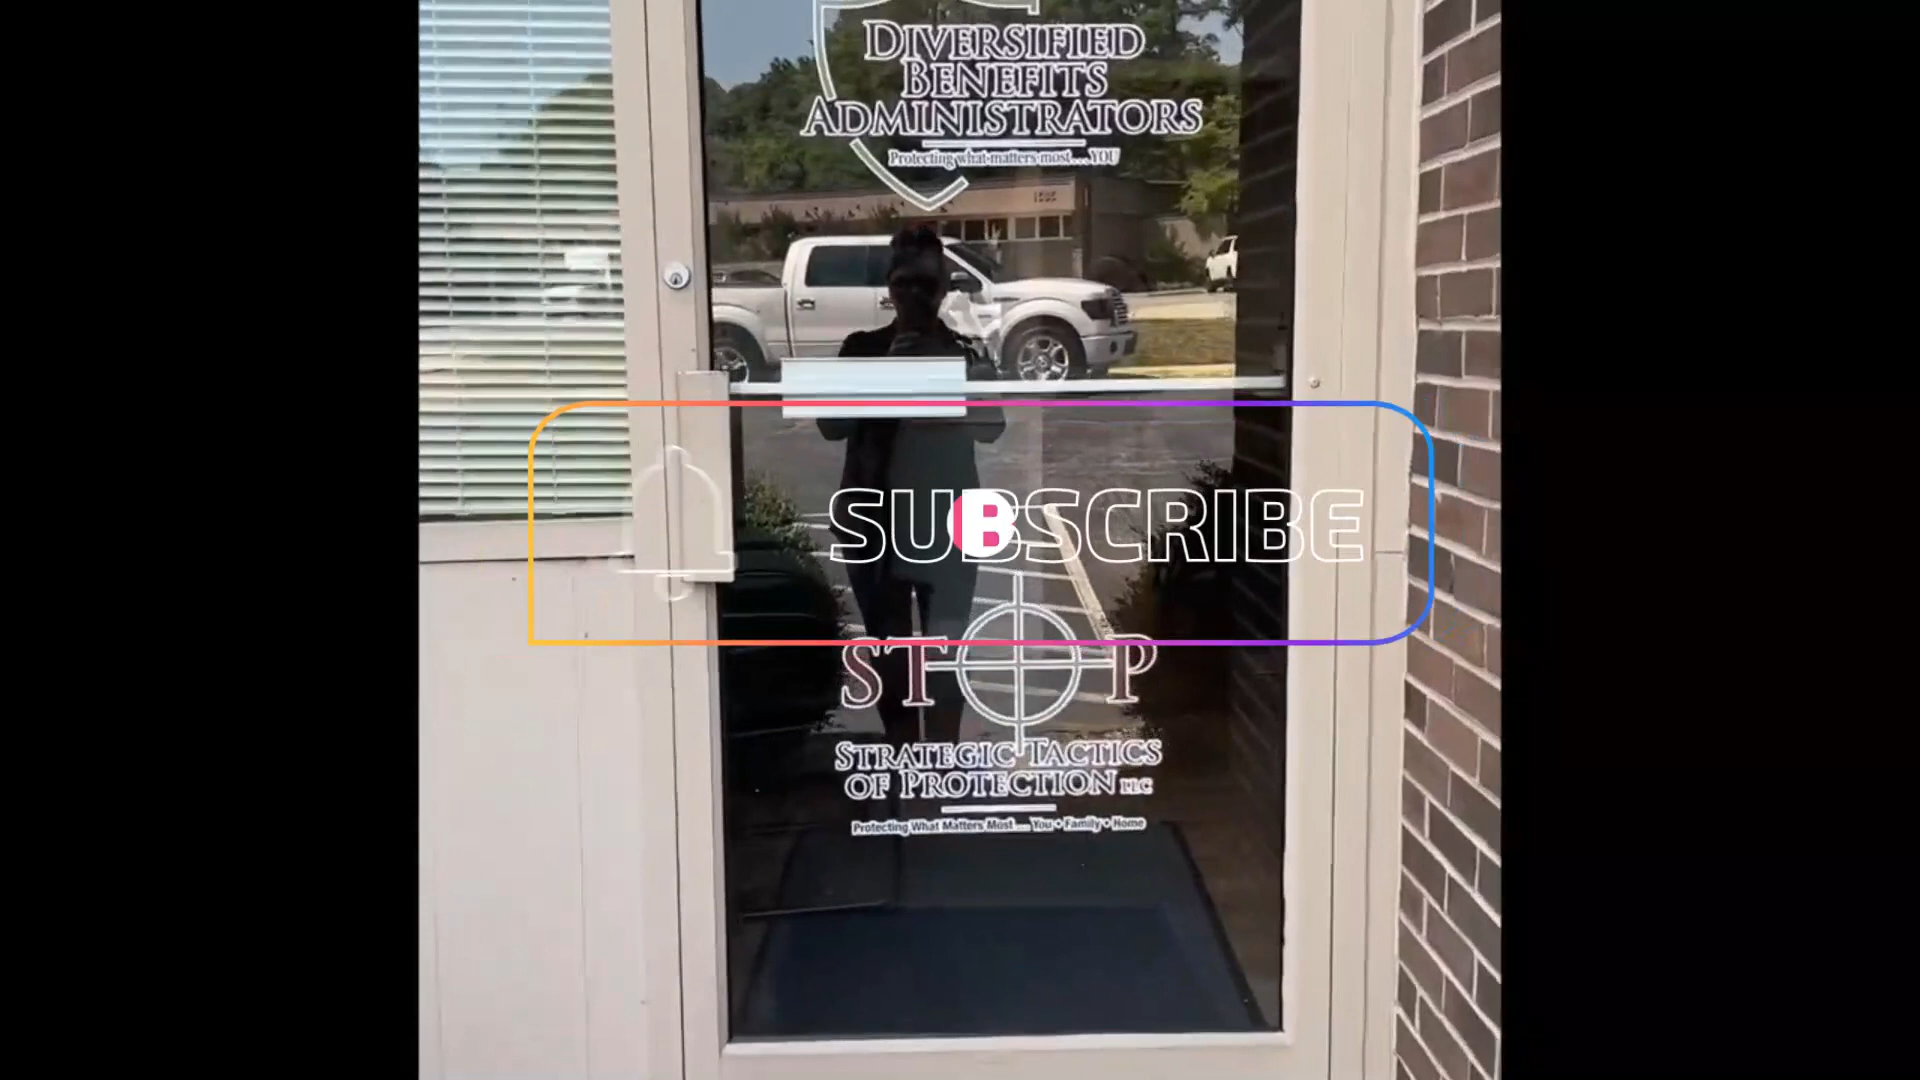 DIVERSIFIED
BENEFITS
ADMINISTRATORS
Protecting what matters most...YOU
SUBSCRIBE
STOP
STRATEGIC TACTICS
OF PROTECTION LLC
Protecting What Matters Most ... You • Family • Home